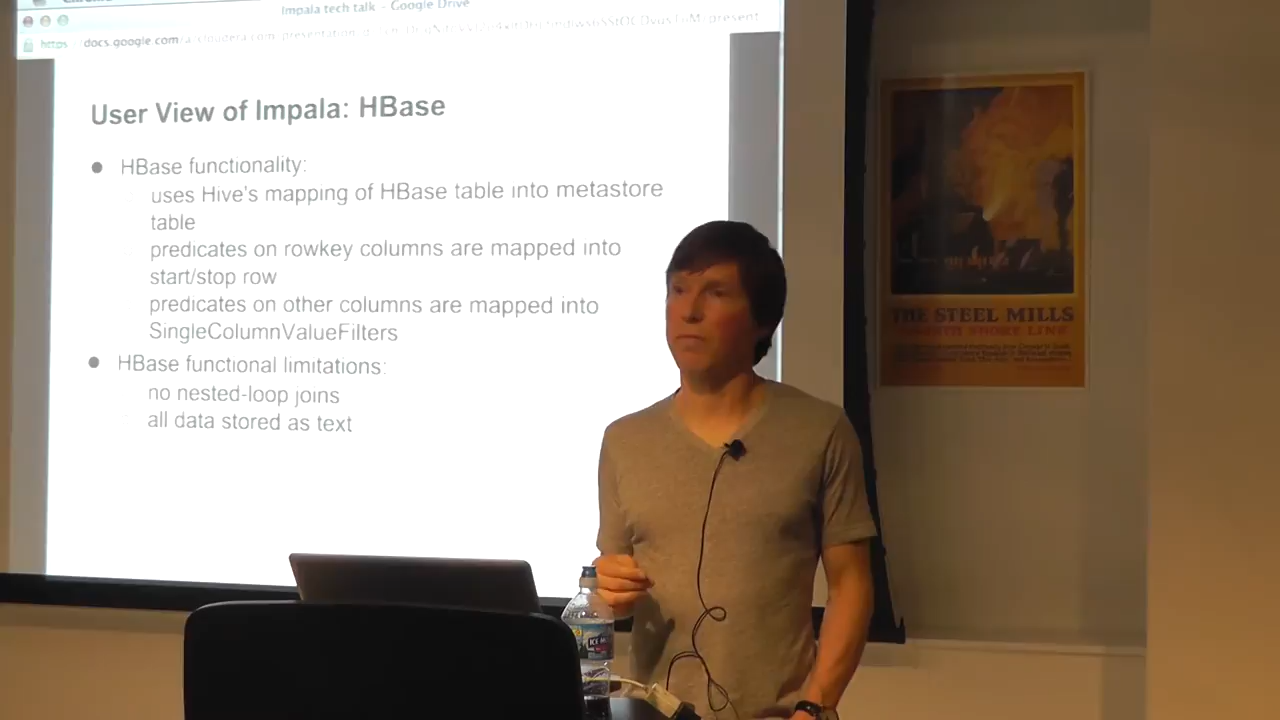 Impala tech talk - Google Drive
https docs.google.com
User View of Impala: HBase
HBase functionality:
uses Hive's mapping of HBase table into metastore
table
predicates on rowkey columns are mapped into
start/stop row
predicates on other columns are mapped into
SingleColumnValueFilters
HBase functional limitations:
no nested-loop joins
all data stored as text
THE STEEL MILLS
SHORE LINE
ICE